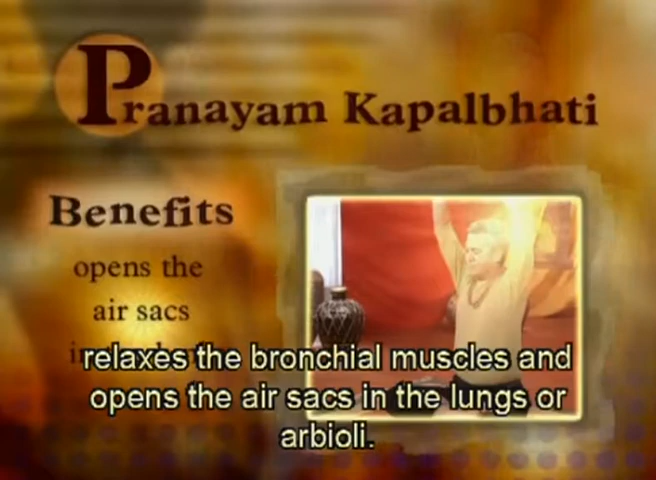 Pranayam Kapalbhati
Benefits
opens the
air sacs
relaxes the bronchial muscles and
opens the air sacs in the lungs or
arbioli.